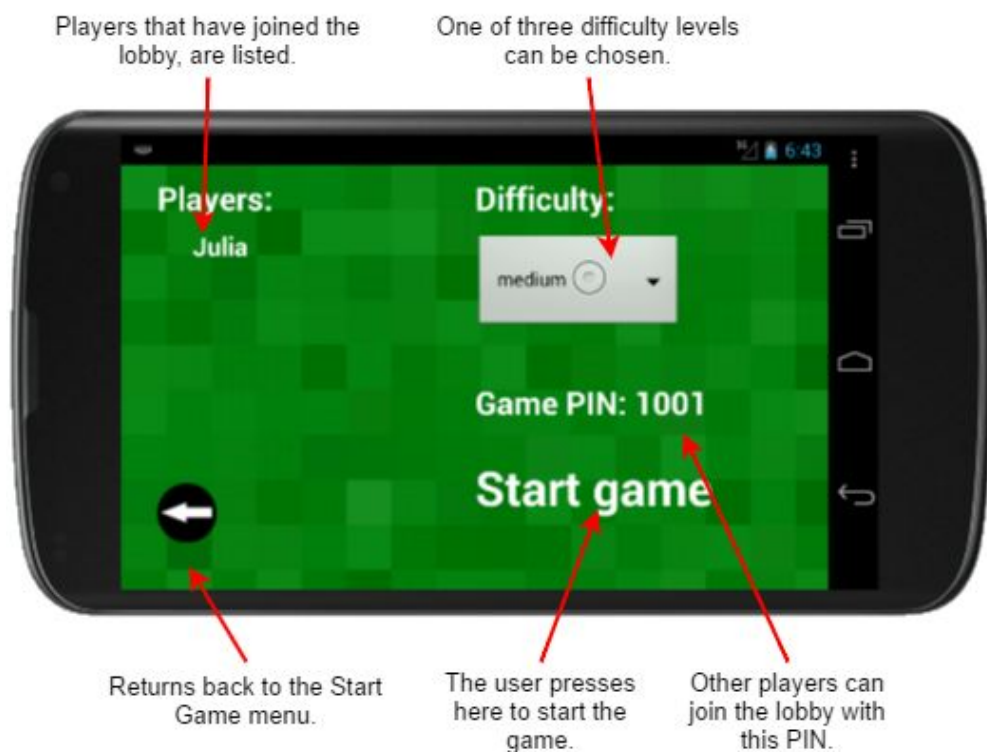 Players that have joined the
lobby, are listed.
One of three difficulty levels
can be chosen.
6:43
Players:
Julia
Difficulty:
medium
Game PIN: 1001
Start game
Returns back to the Start
Game menu.
The user presses
here to start the
game.
Other players can
join the lobby with
this PIN.